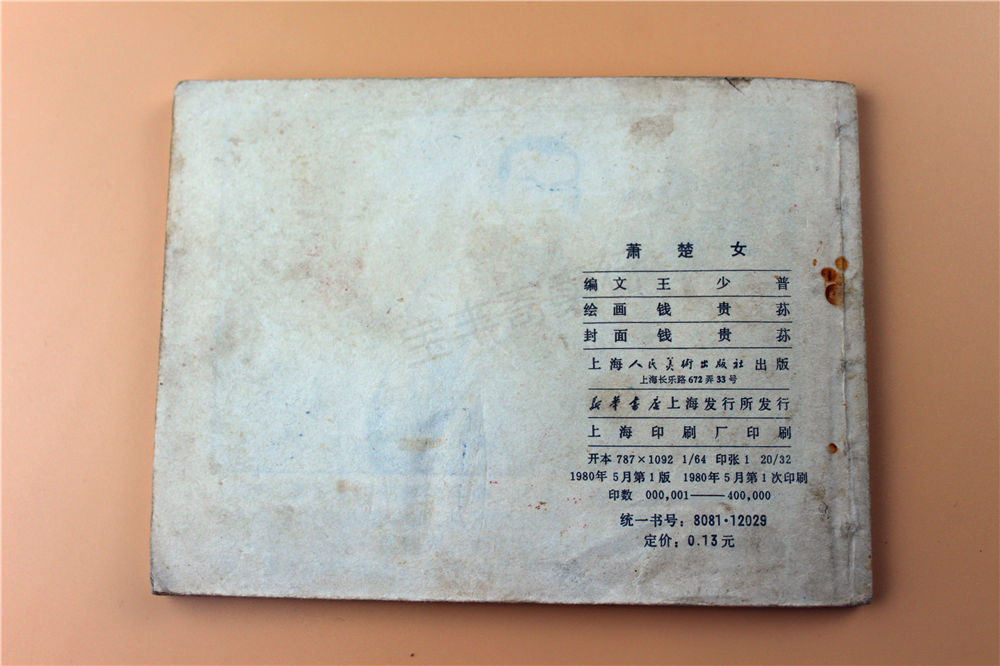 萧楚女
编文 王少普
绘画 钱贵荪
封面 钱贵荪
上海人民美術出版社出版
上海长乐路672弄33号
新华书店上海发行所发行
上海印刷厂印刷
开本 787×1092 1/64 印张 1 20/32
1980年5月第1版 1980年5月第1次印刷
印数 000,001——400,000
统一书号：8081·12029
定价：0.13元